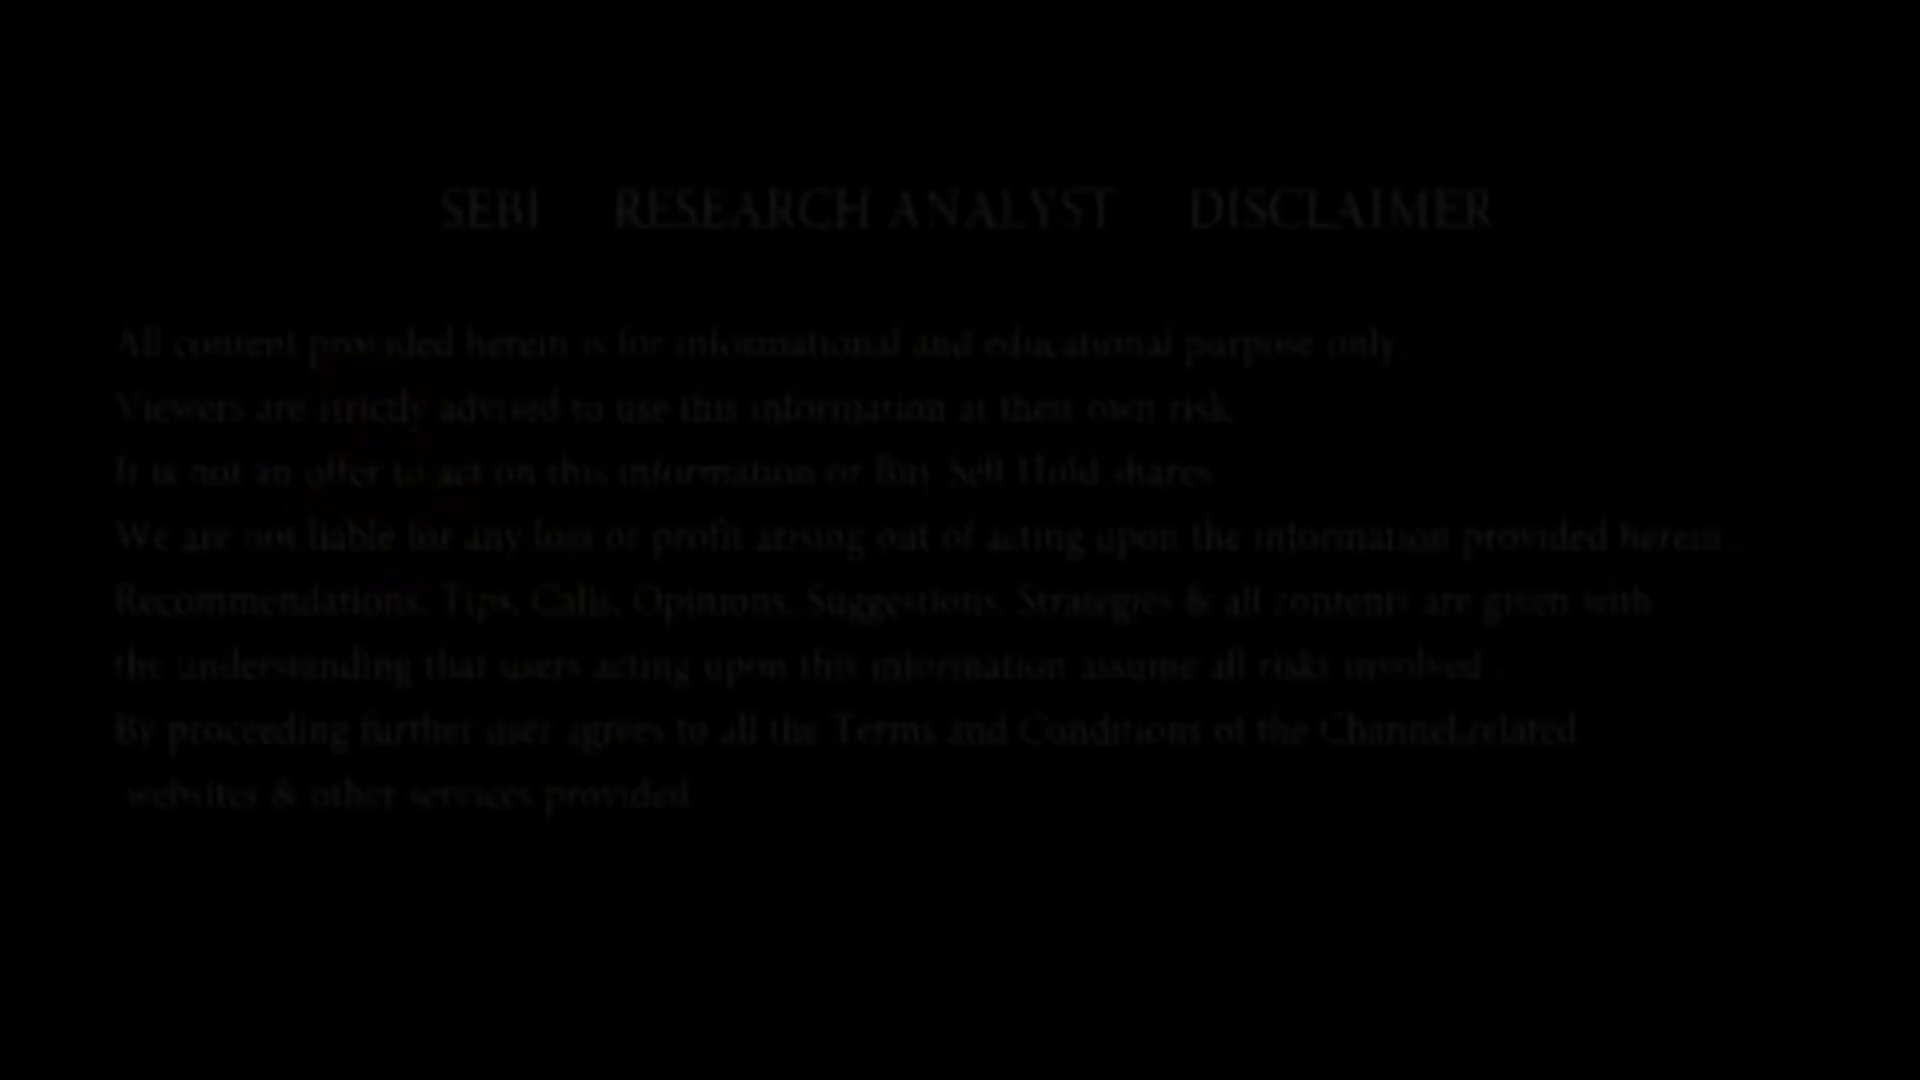 SEBI RESEARCH ANALYST DISCLAIMER
All content provided herein is for informational and educational purpose only.
Viewers are strictly advised to use this information at their own risk.
It is not an offer to act on this information or Buy Sell Hold shares.
We are not liable for any loss or profit arising out of acting upon the information provided herein .
Recommendations, Tips, Calls, Opinions, Suggestions, Strategies & all contents are given with
the understanding that users acting upon this information assume all risks involved .
By proceeding further user agrees to all the Terms and Conditions of the Channel,related
websites & other services provided.